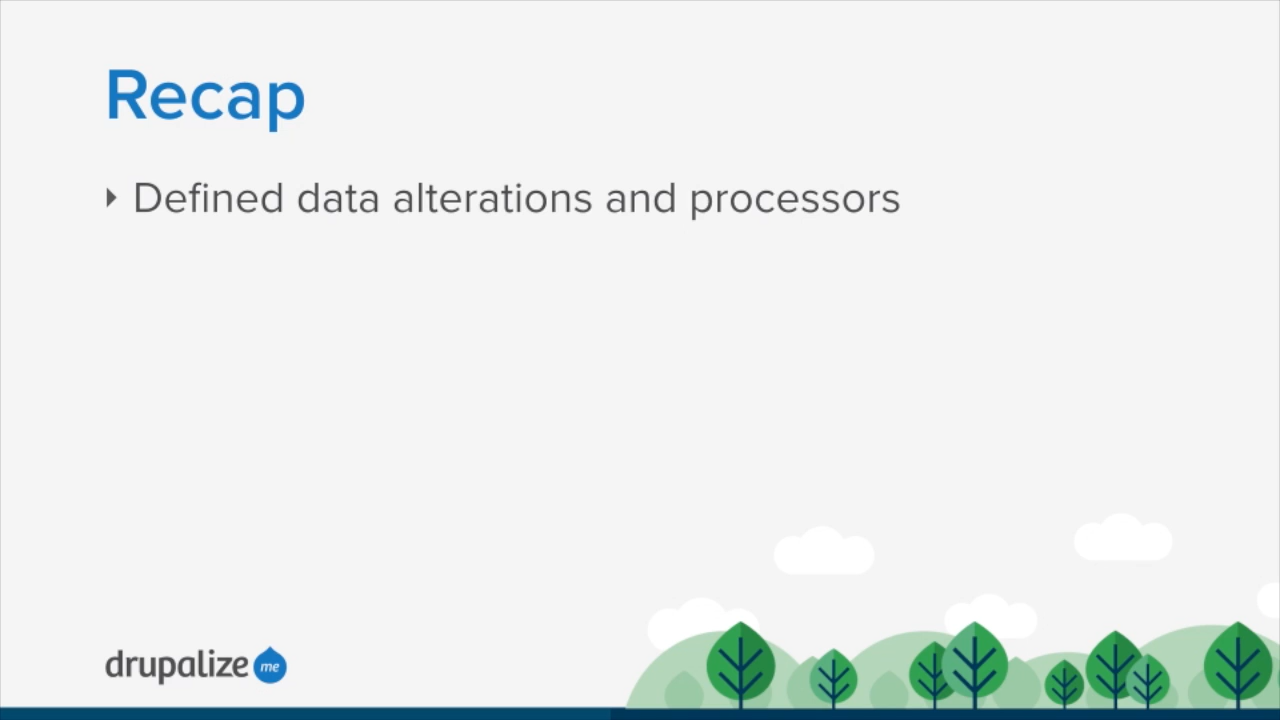 Recap
Defined data alterations and processors
drupalize me